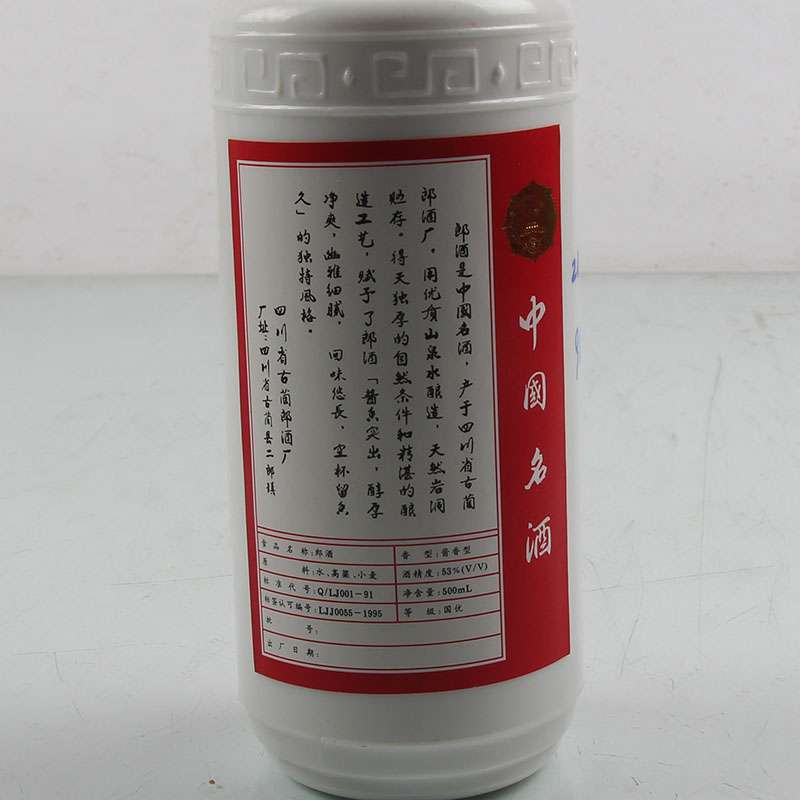 中國名酒
郎酒是中國名酒，产于四川省古蔺
郎酒厂，用优质山泉水酿造，天然岩洞
贮存。得天独厚的自然条件和精湛的酿
造工艺，赋予了郎酒「酱香突出，醇厚
净爽，幽雅细腻，回味悠長，空杯留香
久」的独特风格。
四川省古蔺郎酒厂
厂址：四川省古蔺县二郎镇
食品名称：郎酒
香型：酱香型
原料：水、高粱、小麦
酒精度：53%(V/V)
标准代号：Q/LJ001-91
净含量：500mL
标签认可编号：LJJ0055-1995
等级：国优
批号：
出厂日期：